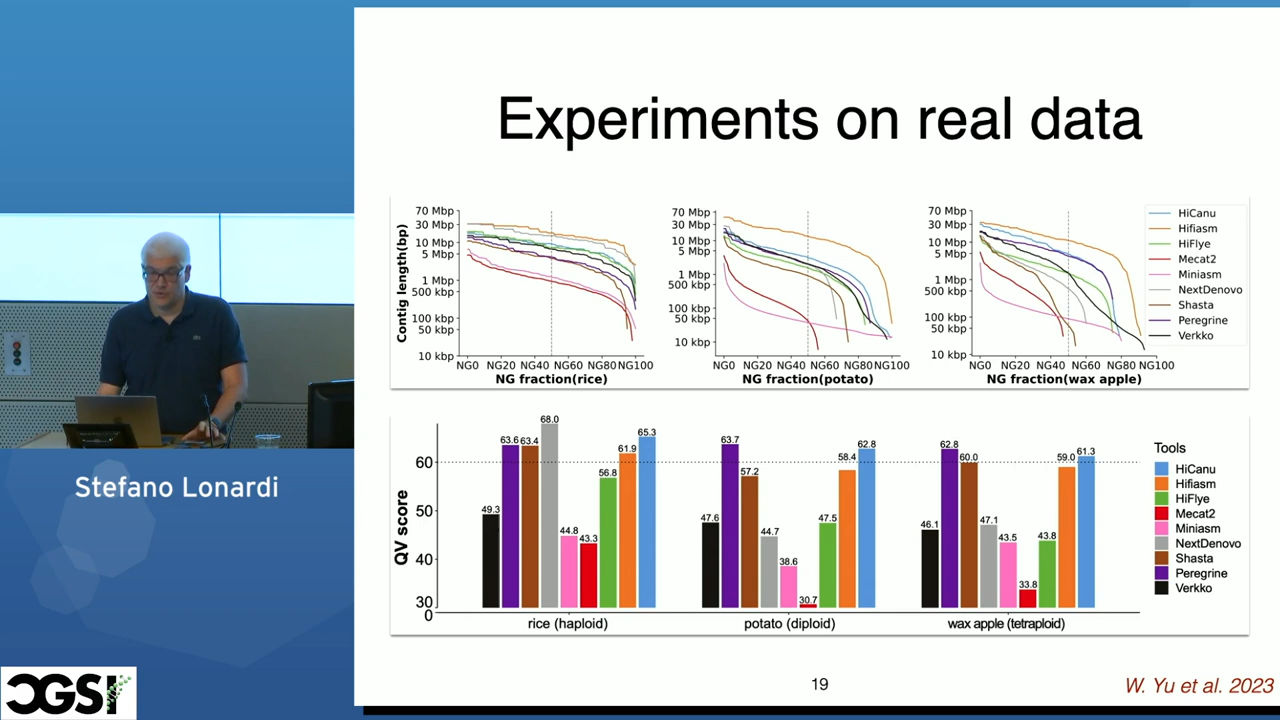 Experiments on real data
Contig length(bp)
70 Mbp
30 Mbp
10 Mbp
5 Mbp
1 Mbp
500 kbp
100 kbp
50 kbp
10 kbp
NG0 NG20 NG40 NG60 NG80 NG100
NG fraction(rice)
70 Mbp
30 Mbp
10 Mbp
5 Mbp
1 Mbp
500 kbp
100 kbp
50 kbp
10 kbp
NG0 NG20 NG40 NG60 NG80 NG100
NG fraction(potato)
70 Mbp
30 Mbp
10 Mbp
5 Mbp
1 Mbp
500 kbp
100 kbp
50 kbp
10 kbp
NG0 NG20 NG40 NG60 NG80 NG100
NG fraction(wax apple)
HiCanu
Hifiasm
HiFlye
Mecat2
Miniasm
NextDenovo
Shasta
Peregrine
Verkko
QV score
60
50
40
30
0
49.3 63.6 63.4 68.0 44.8 43.3 56.8 61.9 65.3
47.6 63.7 57.2 44.7 38.6 30.7 47.5 58.4 62.8
46.1 62.8 60.0 47.1 43.5 33.8 43.8 59.0 61.3
rice (haploid) potato (diploid) wax apple (tetraploid)
Tools
HiCanu
Hifiasm
HiFlye
Mecat2
Miniasm
NextDenovo
Shasta
Peregrine
Verkko
19
W. Yu et al. 2023
Stefano Lonardi
CGSI